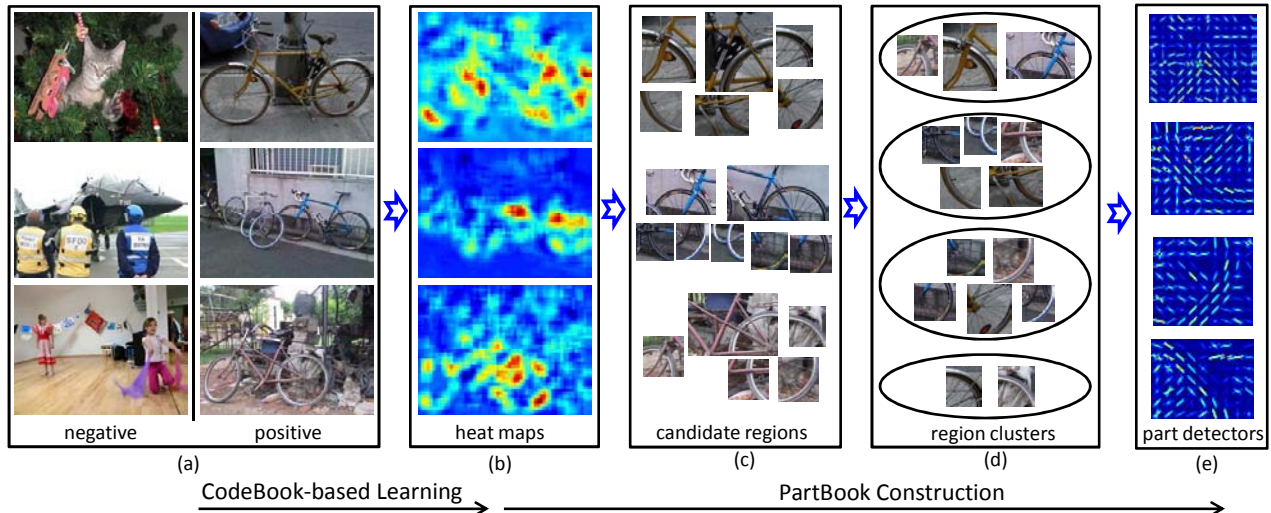 negative
positive
heat maps
candidate regions
region clusters
part detectors
(a)
(b)
(c)
(d)
(e)
CodeBook-based Learning
PartBook Construction